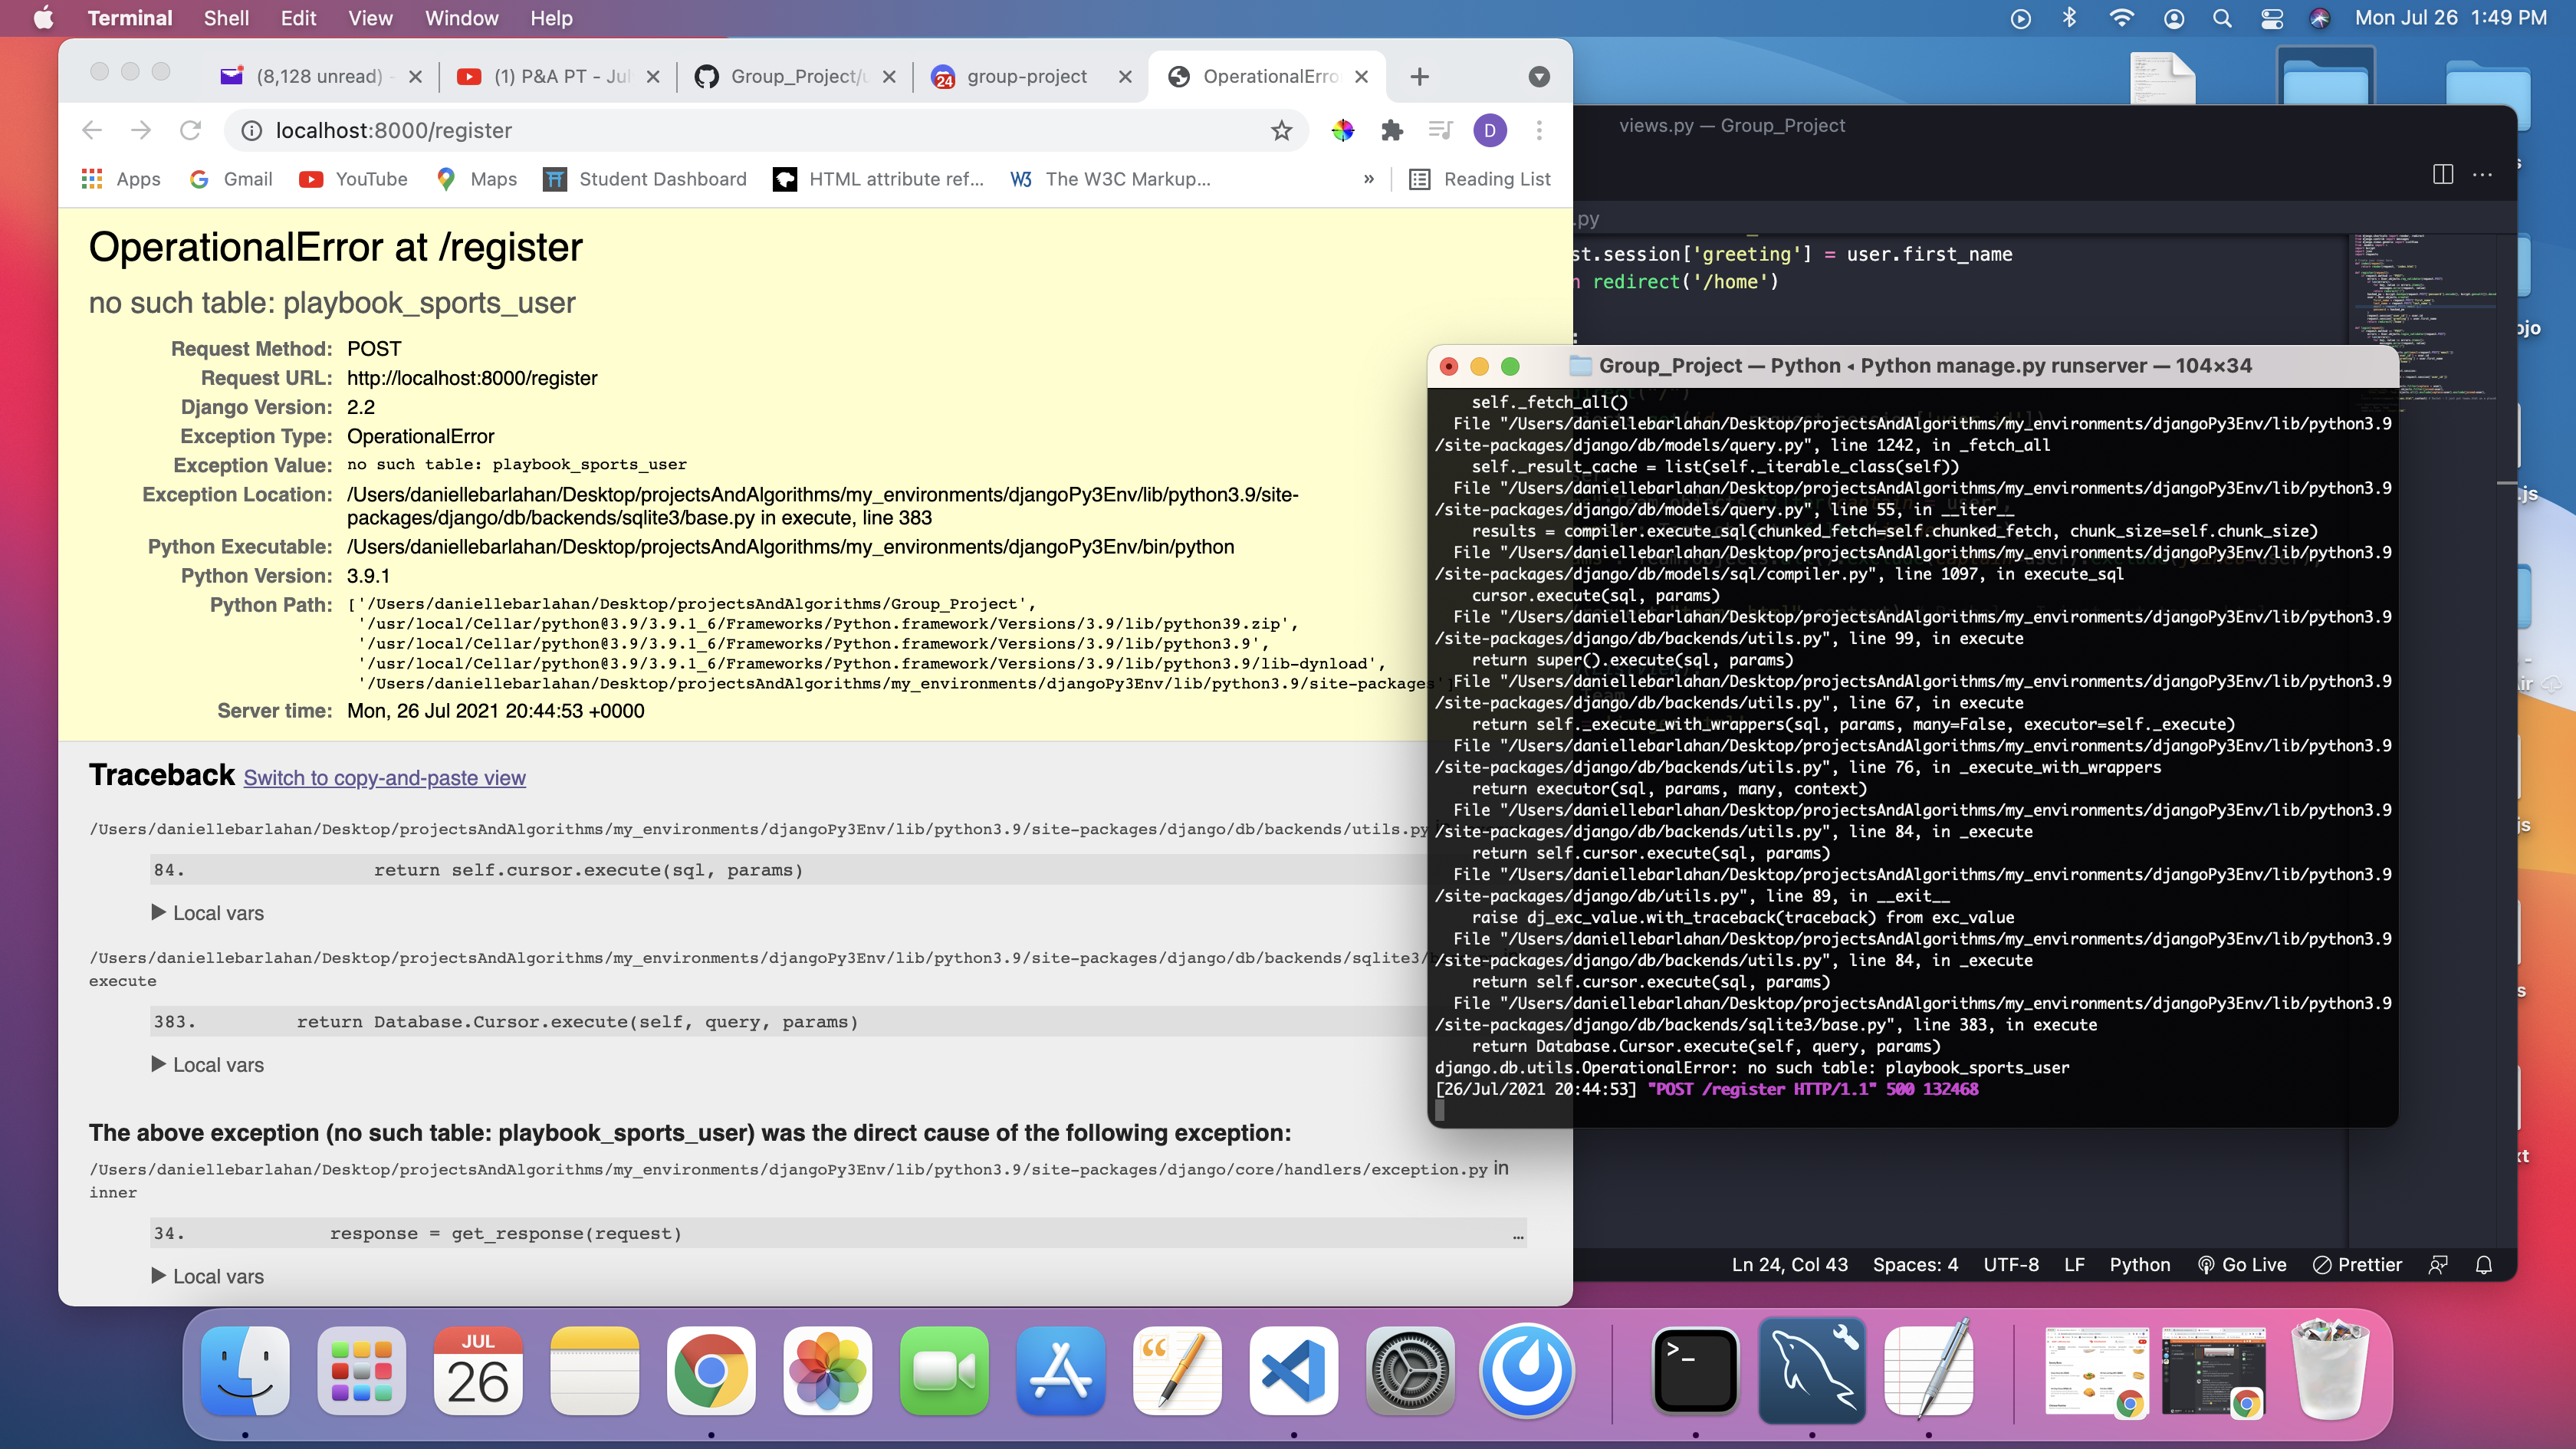 Terminal Shell Edit View Window Help
Mon Jul 26 1:49 PM
(8,128 unread) -
(1) P&A PT - Jul
Group_Project/u
24
group-project
OperationalErro
localhost:8000/register
D
Apps
Gmail
YouTube
Maps
Student Dashboard
HTML attribute ref...
W3
The W3C Markup...
»
Reading List
OperationalError at /register
no such table: playbook_sports_user
Request Method: POST
Request URL: http://localhost:8000/register
Django Version: 2.2
Exception Type: OperationalError
Exception Value: no such table: playbook_sports_user
Exception Location: /Users/daniellebarlahan/Desktop/projectsAndAlgorithms/my_environments/djangoPy3Env/lib/python3.9/site-
packages/django/db/backends/sqlite3/base.py in execute, line 383
Python Executable: /Users/daniellebarlahan/Desktop/projectsAndAlgorithms/my_environments/djangoPy3Env/bin/python
Python Version: 3.9.1
Python Path: ['/Users/daniellebarlahan/Desktop/projectsAndAlgorithms/Group_Project',
'/usr/local/Cellar/python@3.9/3.9.1_6/Frameworks/Python.framework/Versions/3.9/lib/python39.zip',
'/usr/local/Cellar/python@3.9/3.9.1_6/Frameworks/Python.framework/Versions/3.9/lib/python3.9',
'/usr/local/Cellar/python@3.9/3.9.1_6/Frameworks/Python.framework/Versions/3.9/lib/python3.9/lib-dynload',
'/Users/daniellebarlahan/Desktop/projectsAndAlgorithms/my_environments/djangoPy3Env/lib/python3.9/site-packages']
Server time: Mon, 26 Jul 2021 20:44:53 +0000
Traceback Switch to copy-and-paste view
/Users/daniellebarlahan/Desktop/projectsAndAlgorithms/my_environments/djangoPy3Env/lib/python3.9/site-packages/django/db/backends/utils.py
84. return self.cursor.execute(sql, params)
▶ Local vars
/Users/daniellebarlahan/Desktop/projectsAndAlgorithms/my_environments/djangoPy3Env/lib/python3.9/site-packages/django/db/backends/sqlite3/
execute
383. return Database.Cursor.execute(self, query, params)
▶ Local vars
The above exception (no such table: playbook_sports_user) was the direct cause of the following exception:
/Users/daniellebarlahan/Desktop/projectsAndAlgorithms/my_environments/djangoPy3Env/lib/python3.9/site-packages/django/core/handlers/exception.py in
inner
34. response = get_response(request) ...
▶ Local vars
views.py — Group_Project
.py
st.session['greeting'] = user.first_name
n redirect('/home')
:
Group_Project — Python ◂ Python manage.py runserver — 104×34
self._fetch_all()
File "/Users/daniellebarlahan/Desktop/projectsAndAlgorithms/my_environments/djangoPy3Env/lib/python3.9
/site-packages/django/db/models/query.py", line 1242, in _fetch_all
self._result_cache = list(self._iterable_class(self))
File "/Users/daniellebarlahan/Desktop/projectsAndAlgorithms/my_environments/djangoPy3Env/lib/python3.9
/site-packages/django/db/models/query.py", line 55, in __iter__
results = compiler.execute_sql(chunked_fetch=self.chunked_fetch, chunk_size=self.chunk_size)
File "/Users/daniellebarlahan/Desktop/projectsAndAlgorithms/my_environments/djangoPy3Env/lib/python3.9
/site-packages/django/db/models/sql/compiler.py", line 1097, in execute_sql
cursor.execute(sql, params)
File "/Users/daniellebarlahan/Desktop/projectsAndAlgorithms/my_environments/djangoPy3Env/lib/python3.9
/site-packages/django/db/backends/utils.py", line 99, in execute
return super().execute(sql, params)
File "/Users/daniellebarlahan/Desktop/projectsAndAlgorithms/my_environments/djangoPy3Env/lib/python3.9
/site-packages/django/db/backends/utils.py", line 67, in execute
return self._execute_with_wrappers(sql, params, many=False, executor=self._execute)
File "/Users/daniellebarlahan/Desktop/projectsAndAlgorithms/my_environments/djangoPy3Env/lib/python3.9
/site-packages/django/db/backends/utils.py", line 76, in _execute_with_wrappers
return executor(sql, params, many, context)
File "/Users/daniellebarlahan/Desktop/projectsAndAlgorithms/my_environments/djangoPy3Env/lib/python3.9
/site-packages/django/db/backends/utils.py", line 84, in _execute
return self.cursor.execute(sql, params)
File "/Users/daniellebarlahan/Desktop/projectsAndAlgorithms/my_environments/djangoPy3Env/lib/python3.9
/site-packages/django/db/utils.py", line 89, in __exit__
raise dj_exc_value.with_traceback(traceback) from exc_value
File "/Users/daniellebarlahan/Desktop/projectsAndAlgorithms/my_environments/djangoPy3Env/lib/python3.9
/site-packages/django/db/backends/utils.py", line 84, in _execute
return self.cursor.execute(sql, params)
File "/Users/daniellebarlahan/Desktop/projectsAndAlgorithms/my_environments/djangoPy3Env/lib/python3.9
/site-packages/django/db/backends/sqlite3/base.py", line 383, in execute
return Database.Cursor.execute(self, query, params)
django.db.utils.OperationalError: no such table: playbook_sports_user
[26/Jul/2021 20:44:53] "POST /register HTTP/1.1" 500 132468
Ln 24, Col 43 Spaces: 4 UTF-8 LF Python Go Live Prettier
JUL
26